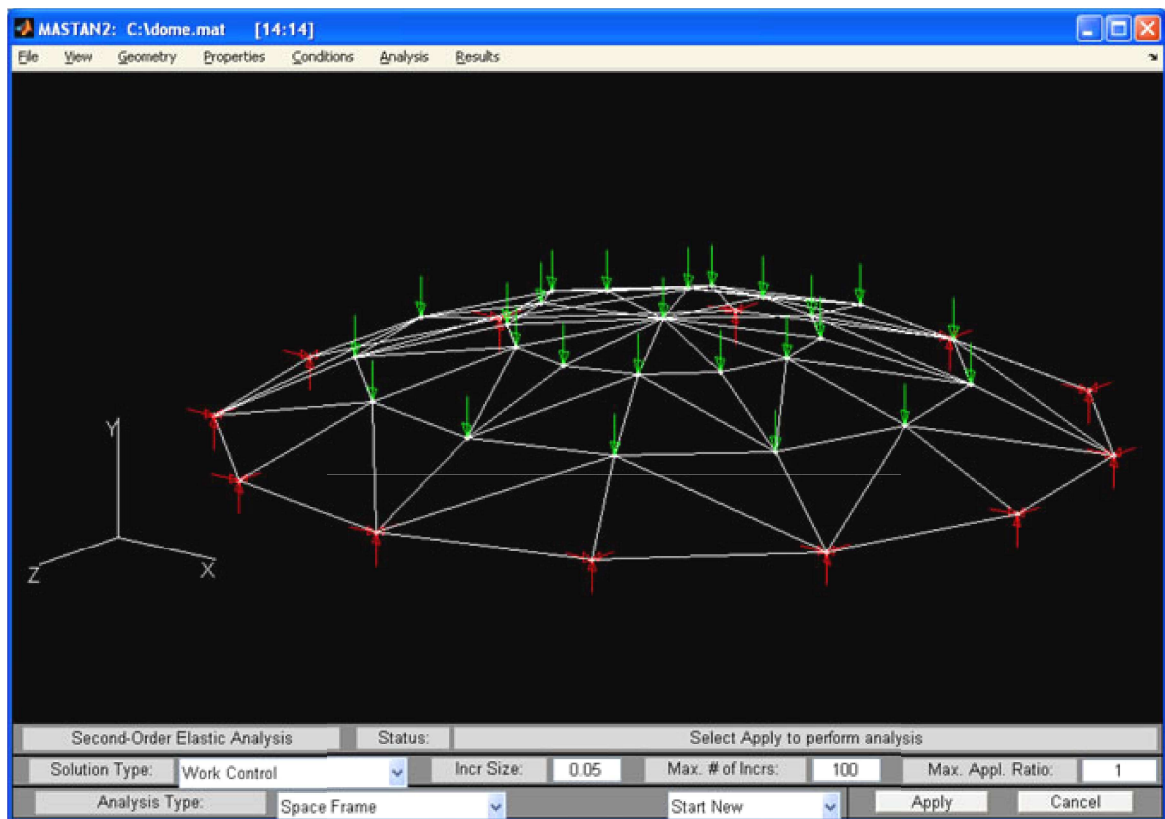 MASTAN2: C:\dome.mat [14:14]
File View Geometry Properties Conditions Analysis Results
Y
Z X
Second-Order Elastic Analysis Status: Select Apply to perform analysis
Solution Type: Work Control Incr Size: 0.05 Max. # of Incrs: 100 Max. Appl. Ratio: 1
Analysis Type: Space Frame Start New Apply Cancel